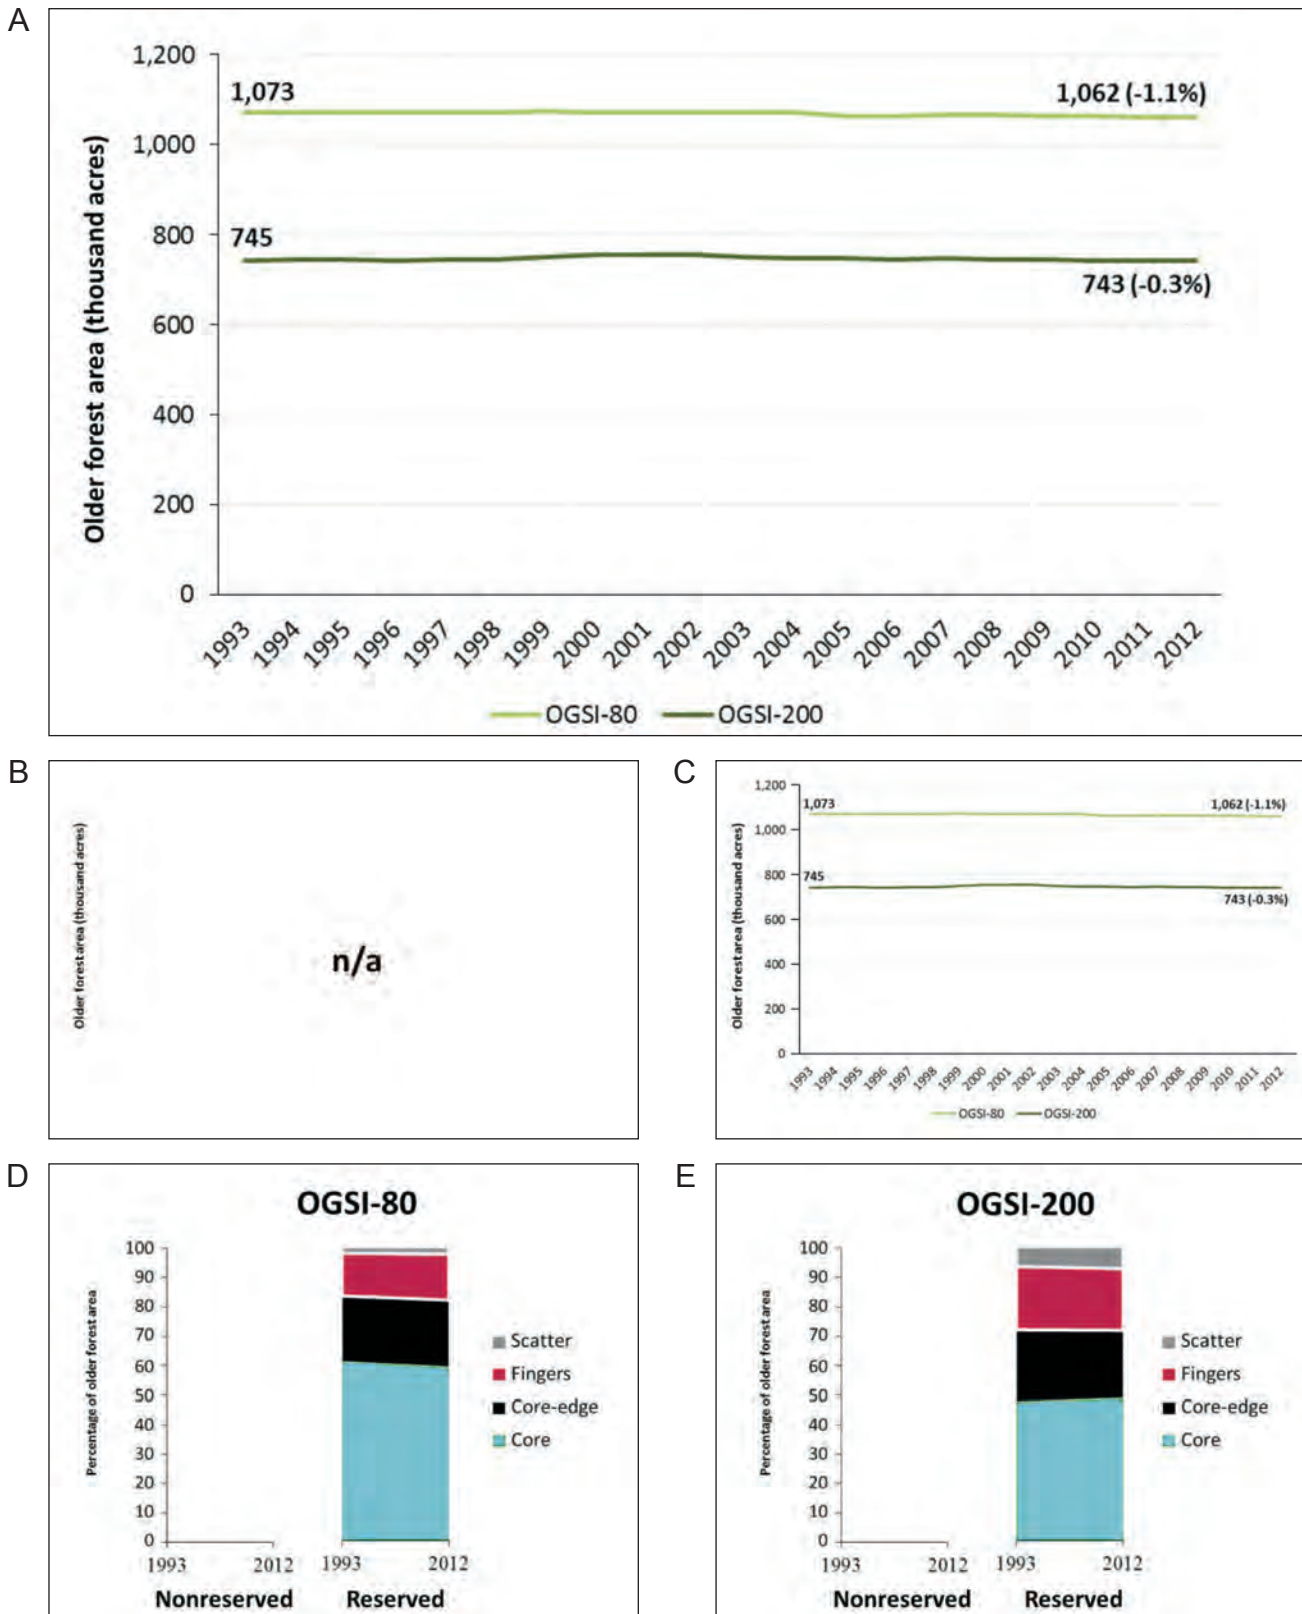 A
Older forest area (thousand acres)
1,200
1,000
800
600
400
200
0
1,073
1,062 (-1.1%)
745
743 (-0.3%)
1993 1994 1995 1996 1997 1998 1999 2000 2001 2002 2003 2004 2005 2006 2007 2008 2009 2010 2011 2012
OGSI-80 OGSI-200
B
Older forest area (thousand acres)
n/a
C
Older forest area (thousand acres)
1,200
1,000
800
600
400
200
0
1,073
1,062 (-1.1%)
745
743 (-0.3%)
1993 1994 1995 1996 1997 1998 1999 2000 2001 2002 2003 2004 2005 2006 2007 2008 2009 2010 2011 2012
OGSI-80 OGSI-200
D
OGSI-80
Percentage of older forest area
100
90
80
70
60
50
40
30
20
10
0
1993 2012 1993 2012
Nonreserved Reserved
Scatter
Fingers
Core-edge
Core
E
OGSI-200
Percentage of older forest area
100
90
80
70
60
50
40
30
20
10
0
1993 2012 1993 2012
Nonreserved Reserved
Scatter
Fingers
Core-edge
Core